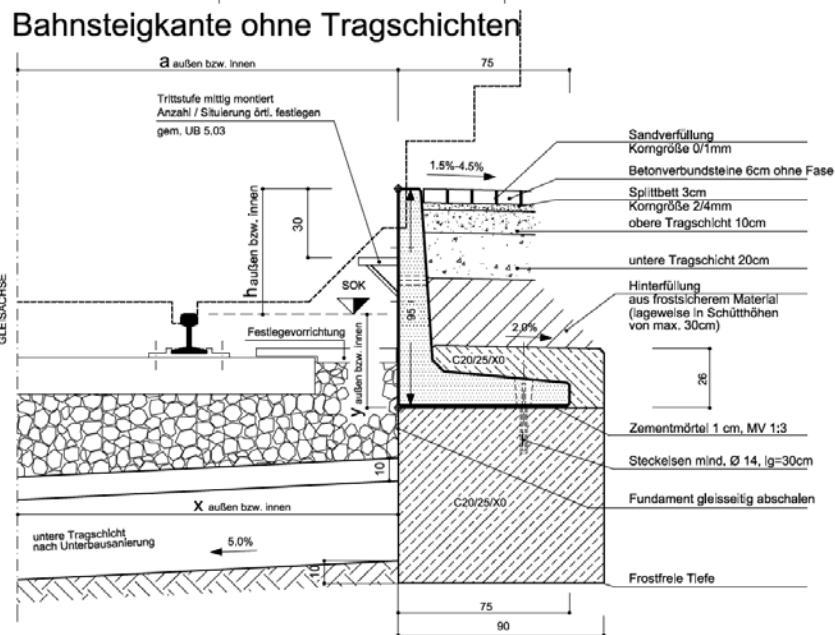 Bahnsteigkante ohne Tragschichten
a außen bzw. innen
75
Trittstufe mittig montiert
Anzahl / Situierung örtl. festlegen
gem. UB 5.03
1.5%-4.5%
Sandverfüllung
Korngröße 0/1mm
Betonverbundsteine 6cm ohne Fase
Splittbett 3cm
Korngröße 2/4mm
obere Tragschicht 10cm
untere Tragschicht 20cm
Hinterfüllung
aus frostsicherem Material
(lageweise in Schütthöhen
von max. 30cm)
h außen bzw. innen
30
SOK
GLEISACHSE
Festlegevorrichtung
y außen bzw. innen
95
2,0%
C20/25/X0
26
Zementmörtel 1 cm, MV 1:3
Steckeisen mind. Ø 14, lg=30cm
Fundament gleisseitig abschalen
10
x außen bzw. innen
C20/25/X0
untere Tragschicht
nach Unterbausanierung
5.0%
10
Frostfreie Tiefe
75
90